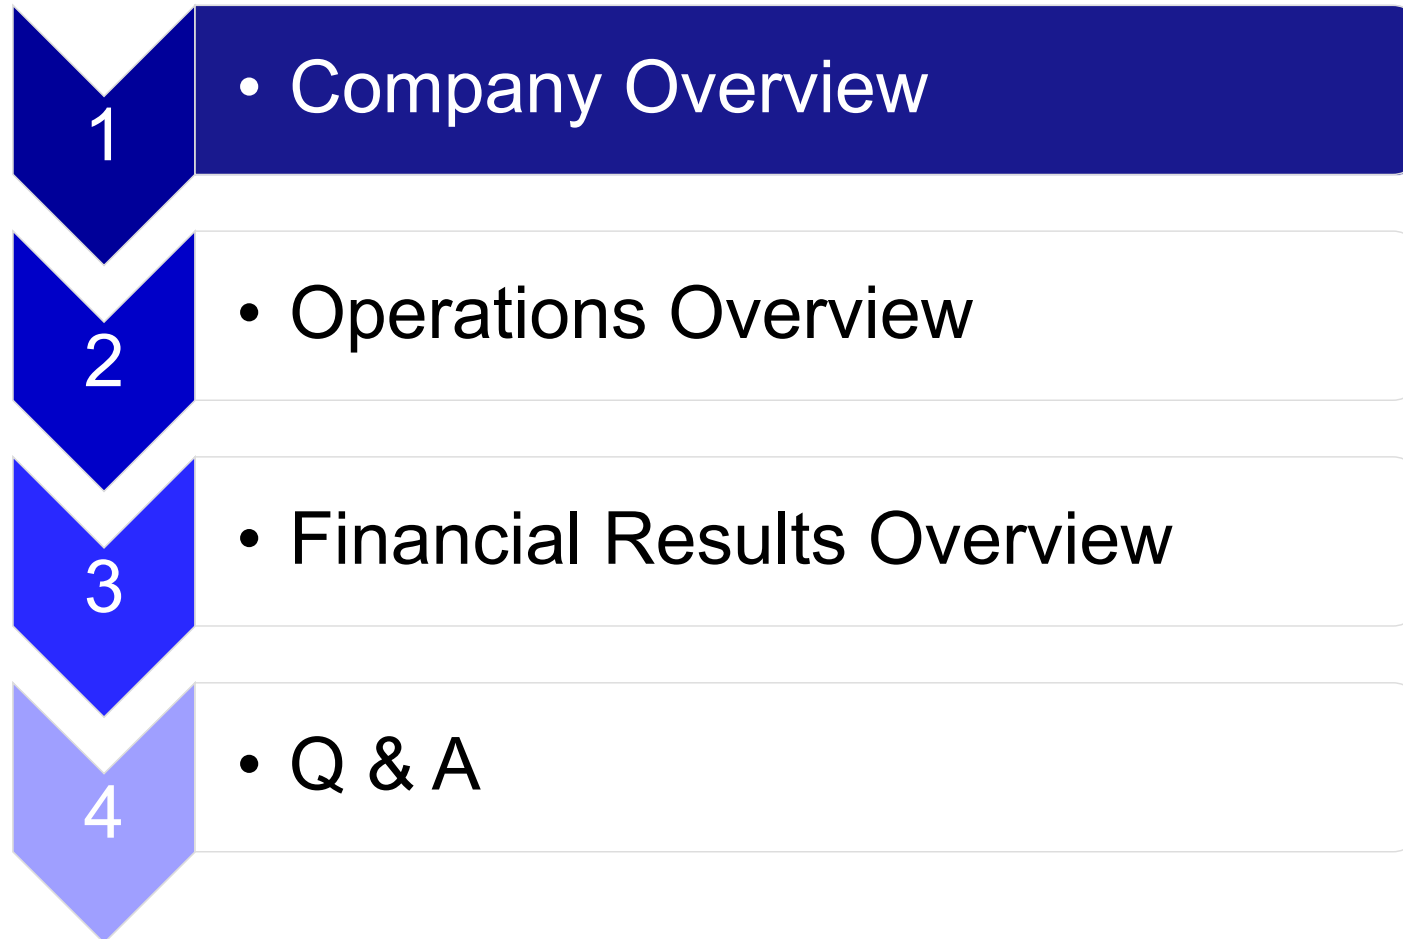 1
• Company Overview
2
• Operations Overview
3
• Financial Results Overview
4
• Q & A